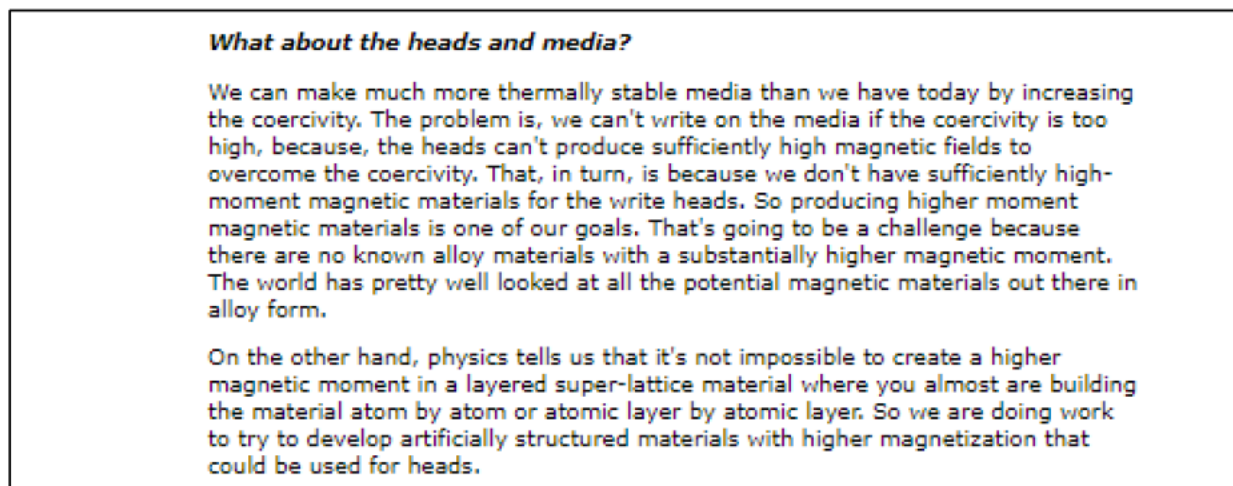 What about the heads and media?
We can make much more thermally stable media than we have today by increasing
the coercivity. The problem is, we can't write on the media if the coercivity is too
high, because, the heads can't produce sufficiently high magnetic fields to
overcome the coercivity. That, in turn, is because we don't have sufficiently high-
moment magnetic materials for the write heads. So producing higher moment
magnetic materials is one of our goals. That's going to be a challenge because
there are no known alloy materials with a substantially higher magnetic moment.
The world has pretty well looked at all the potential magnetic materials out there in
alloy form.
On the other hand, physics tells us that it's not impossible to create a higher
magnetic moment in a layered super-lattice material where you almost are building
the material atom by atom or atomic layer by atomic layer. So we are doing work
to try to develop artificially structured materials with higher magnetization that
could be used for heads.